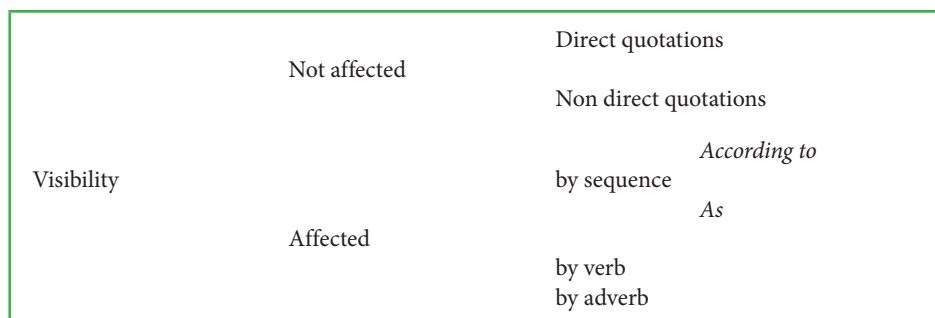 Direct quotations
Not affected
Non direct quotations
According to
Visibility
by sequence
As
Affected
by verb
by adverb